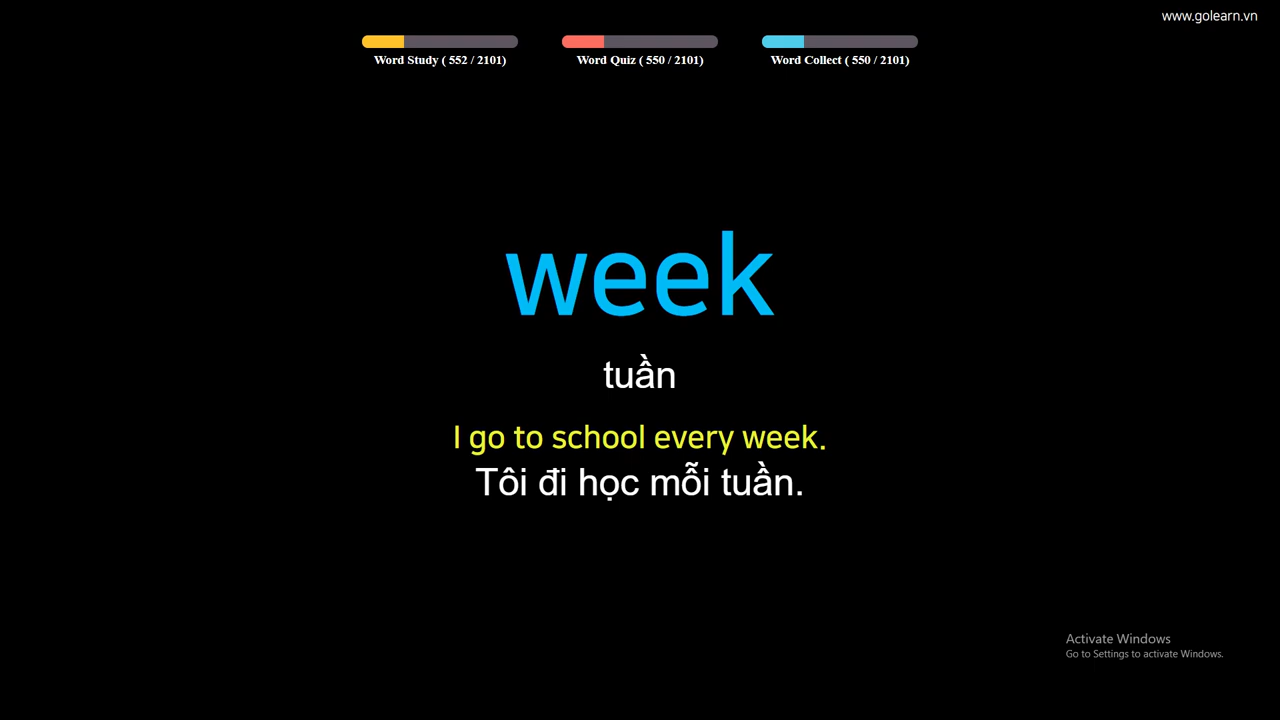 www.golearn.vn
Word Study ( 552 / 2101)
Word Quiz ( 550 / 2101)
Word Collect ( 550 / 2101)
week
tuần
I go to school every week.
Tôi đi học mỗi tuần.
Activate Windows
Go to Settings to activate Windows.